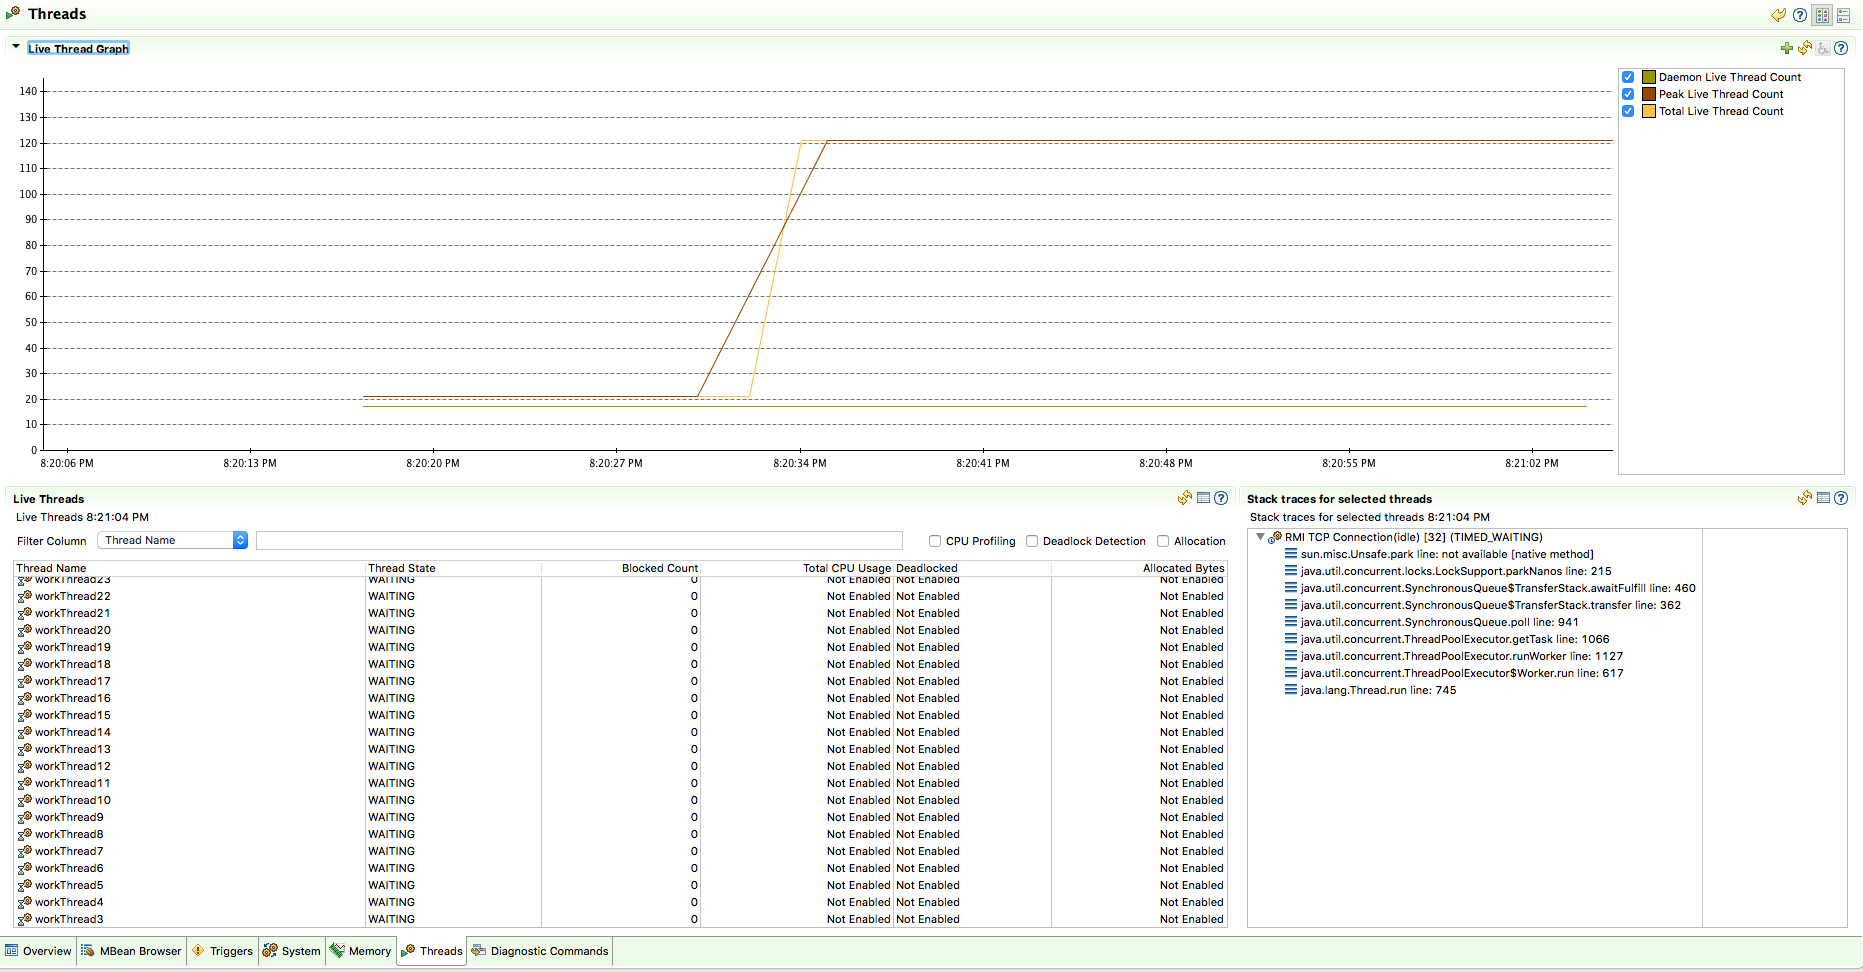 Threads
Live Thread Graph
140
130
120
110
100
90
80
70
60
50
40
30
20
10
0
8:20:06 PM 8:20:13 PM 8:20:20 PM 8:20:27 PM 8:20:34 PM 8:20:41 PM 8:20:48 PM 8:20:55 PM 8:21:02 PM
Daemon Live Thread Count
Peak Live Thread Count
Total Live Thread Count
Live Threads
Live Threads 8:21:04 PM
Filter Column Thread Name CPU Profiling Deadlock Detection Allocation
Thread Name Thread State Blocked Count Total CPU Usage Deadlocked Allocated Bytes
workThread23 WAITING 0 Not Enabled Not Enabled Not Enabled
workThread22 WAITING 0 Not Enabled Not Enabled Not Enabled
workThread21 WAITING 0 Not Enabled Not Enabled Not Enabled
workThread20 WAITING 0 Not Enabled Not Enabled Not Enabled
workThread19 WAITING 0 Not Enabled Not Enabled Not Enabled
workThread18 WAITING 0 Not Enabled Not Enabled Not Enabled
workThread17 WAITING 0 Not Enabled Not Enabled Not Enabled
workThread16 WAITING 0 Not Enabled Not Enabled Not Enabled
workThread15 WAITING 0 Not Enabled Not Enabled Not Enabled
workThread14 WAITING 0 Not Enabled Not Enabled Not Enabled
workThread13 WAITING 0 Not Enabled Not Enabled Not Enabled
workThread12 WAITING 0 Not Enabled Not Enabled Not Enabled
workThread11 WAITING 0 Not Enabled Not Enabled Not Enabled
workThread10 WAITING 0 Not Enabled Not Enabled Not Enabled
workThread9 WAITING 0 Not Enabled Not Enabled Not Enabled
workThread8 WAITING 0 Not Enabled Not Enabled Not Enabled
workThread7 WAITING 0 Not Enabled Not Enabled Not Enabled
workThread6 WAITING 0 Not Enabled Not Enabled Not Enabled
workThread5 WAITING 0 Not Enabled Not Enabled Not Enabled
workThread4 WAITING 0 Not Enabled Not Enabled Not Enabled
workThread3 WAITING 0 Not Enabled Not Enabled Not Enabled
Stack traces for selected threads
Stack traces for selected threads 8:21:04 PM
RMI TCP Connection(idle) [32] (TIMED_WAITING)
sun.misc.Unsafe.park line: not available [native method]
java.util.concurrent.locks.LockSupport.parkNanos line: 215
java.util.concurrent.SynchronousQueue$TransferStack.awaitFulfill line: 460
java.util.concurrent.SynchronousQueue$TransferStack.transfer line: 362
java.util.concurrent.SynchronousQueue.poll line: 941
java.util.concurrent.ThreadPoolExecutor.getTask line: 1066
java.util.concurrent.ThreadPoolExecutor.runWorker line: 1127
java.util.concurrent.ThreadPoolExecutor$Worker.run line: 617
java.lang.Thread.run line: 745
Overview MBean Browser Triggers System Memory Threads Diagnostic Commands